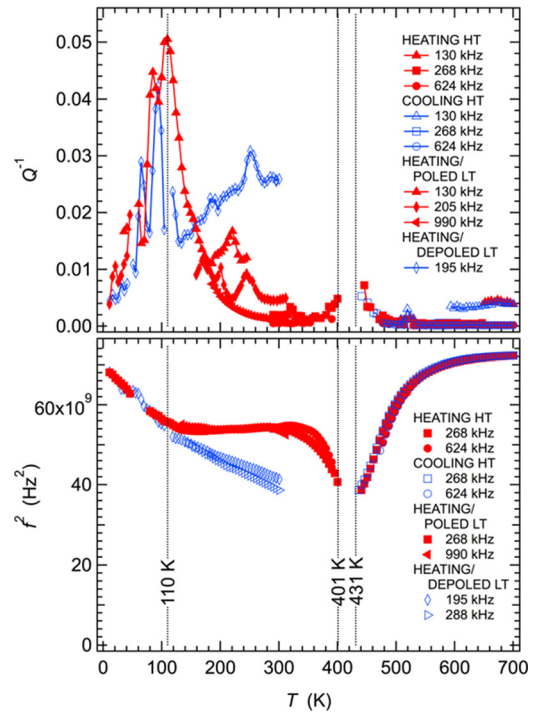 0.05
0.04
0.03
0.02
0.01
0.00
Q⁻¹
HEATING HT
130 kHz
268 kHz
624 kHz
COOLING HT
130 kHz
268 kHz
624 kHz
HEATING/
POLED LT
130 kHz
205 kHz
990 kHz
HEATING/
DEPOLED LT
195 kHz
60x10⁹
40
20
0
f² (Hz²)
HEATING HT
268 kHz
624 kHz
COOLING HT
268 kHz
624 kHz
HEATING/
POLED LT
268 kHz
990 kHz
HEATING/
DEPOLED LT
195 kHz
288 kHz
110 K
401 K
431 K
0 100 200 300 400 500 600 700
T (K)